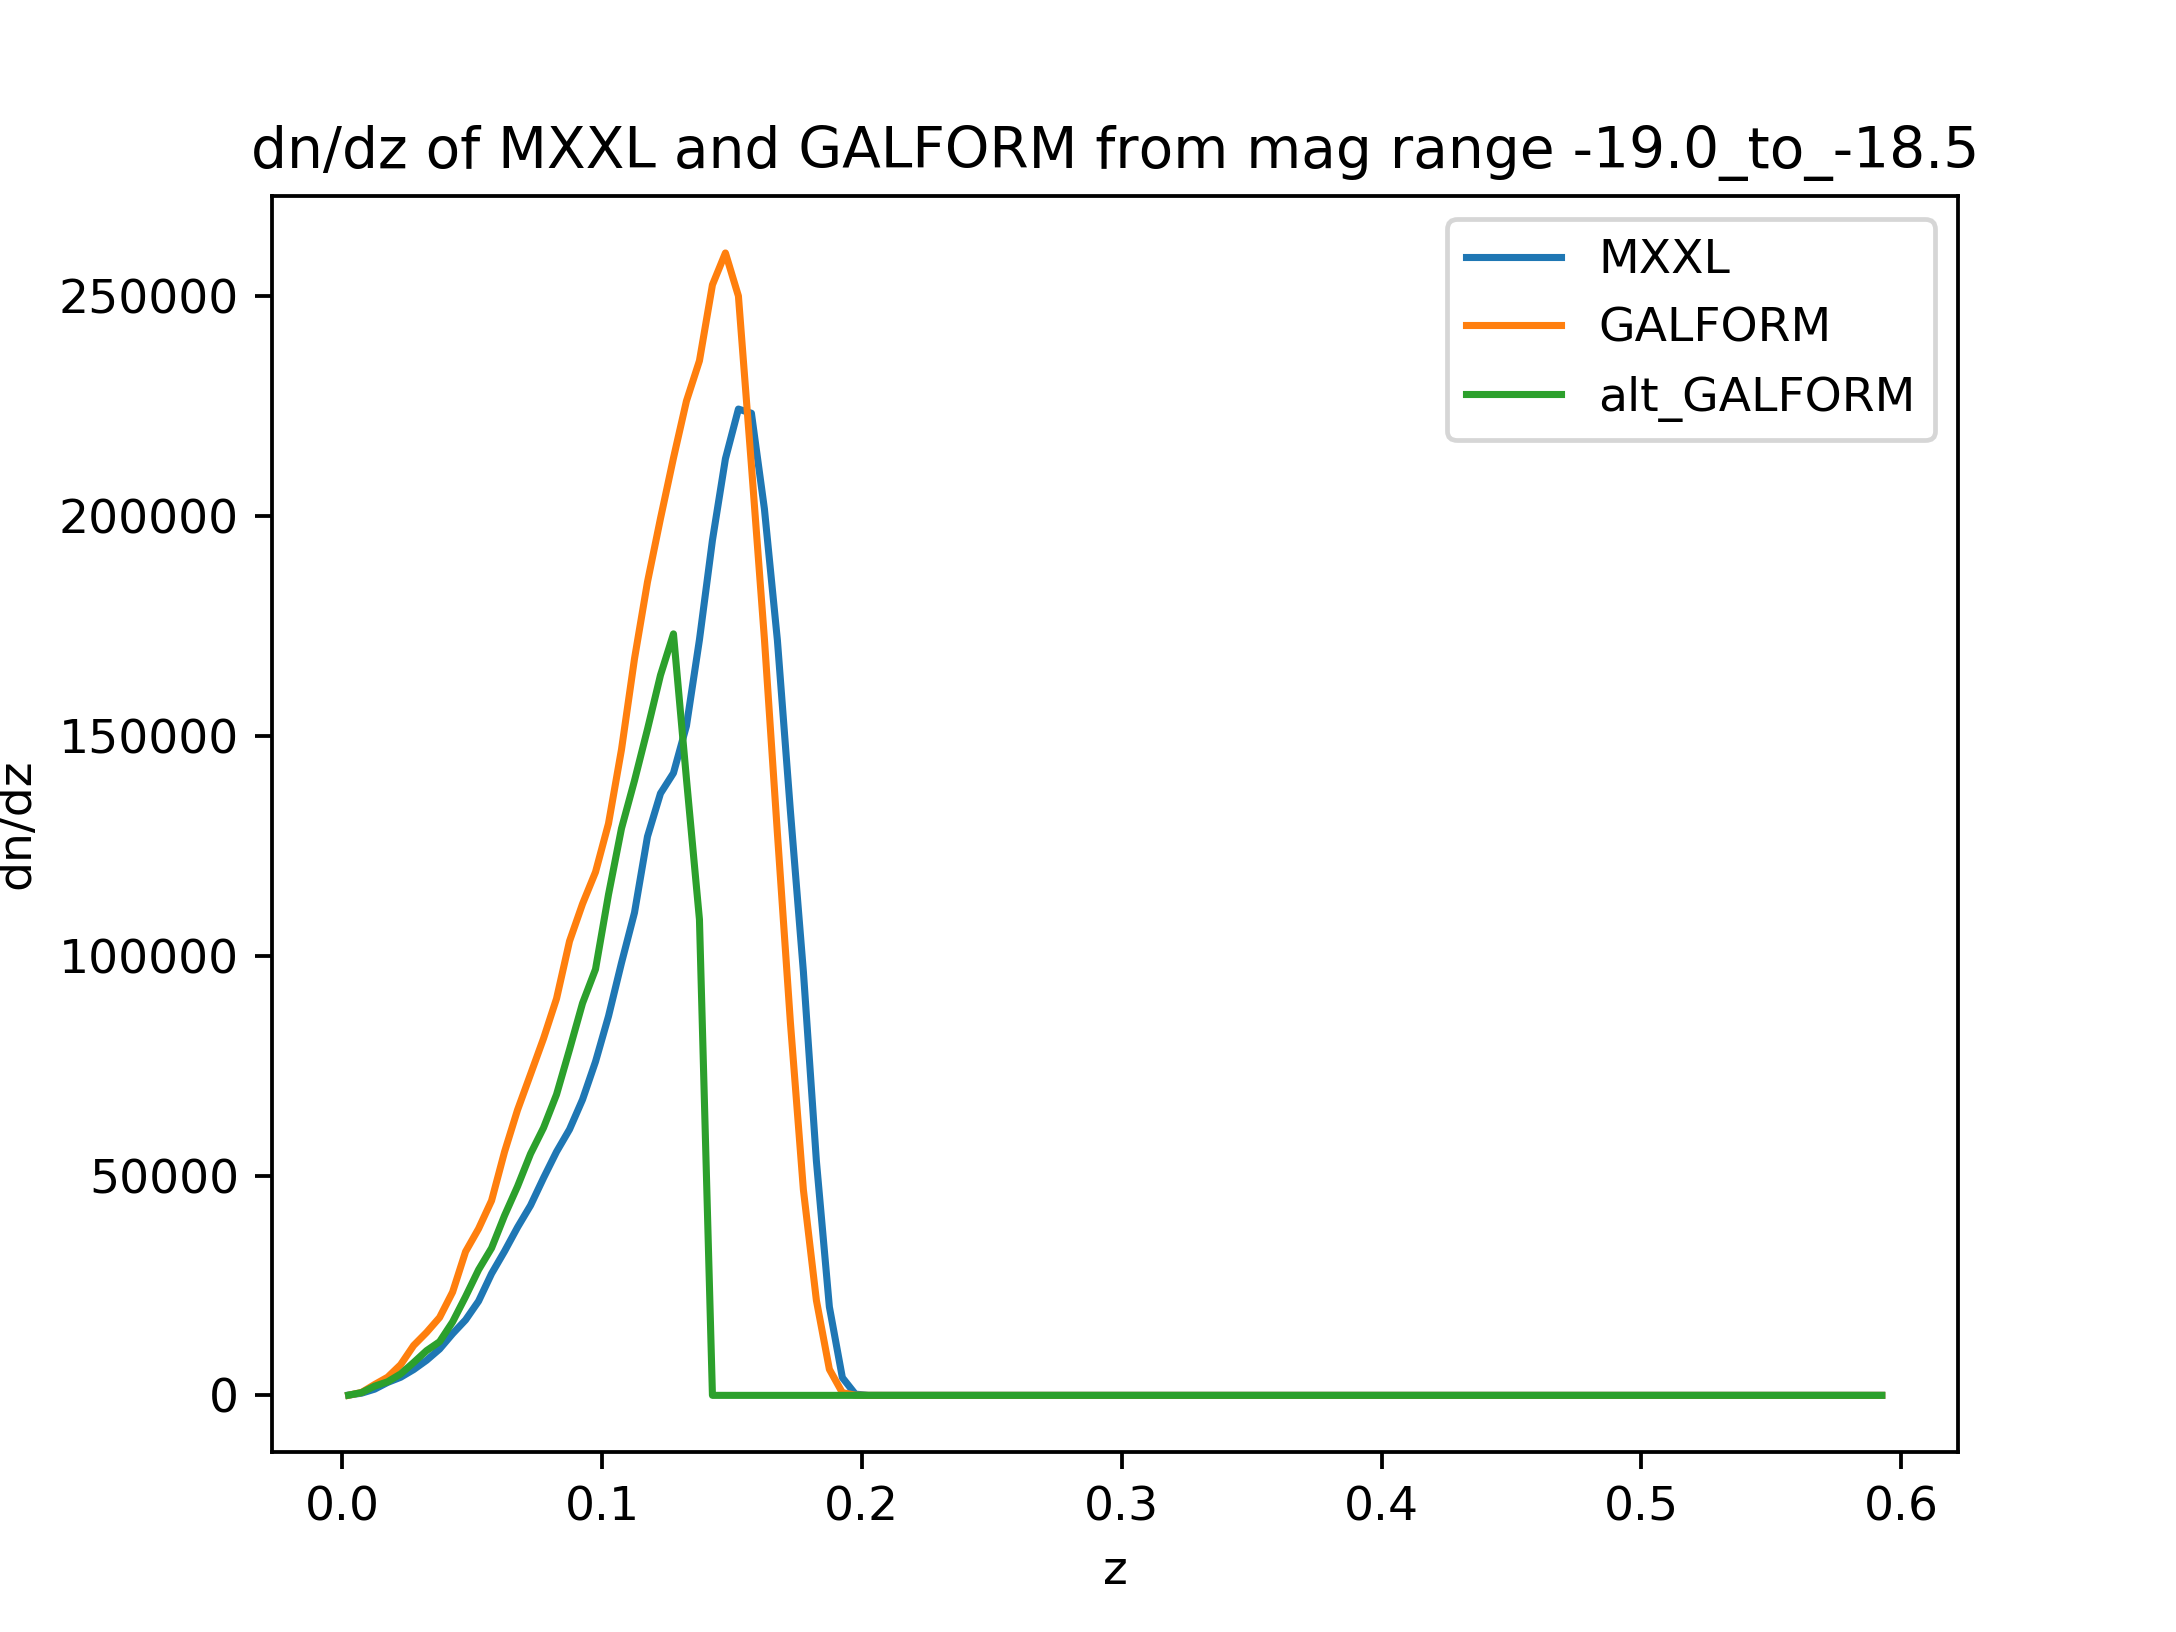 dn/dz of MXXL and GALFORM from mag range -19.0_to_-18.5
MXXL
GALFORM
alt_GALFORM
250000
200000
150000
100000
50000
0
dn/dz
0.0 0.1 0.2 0.3 0.4 0.5 0.6
z